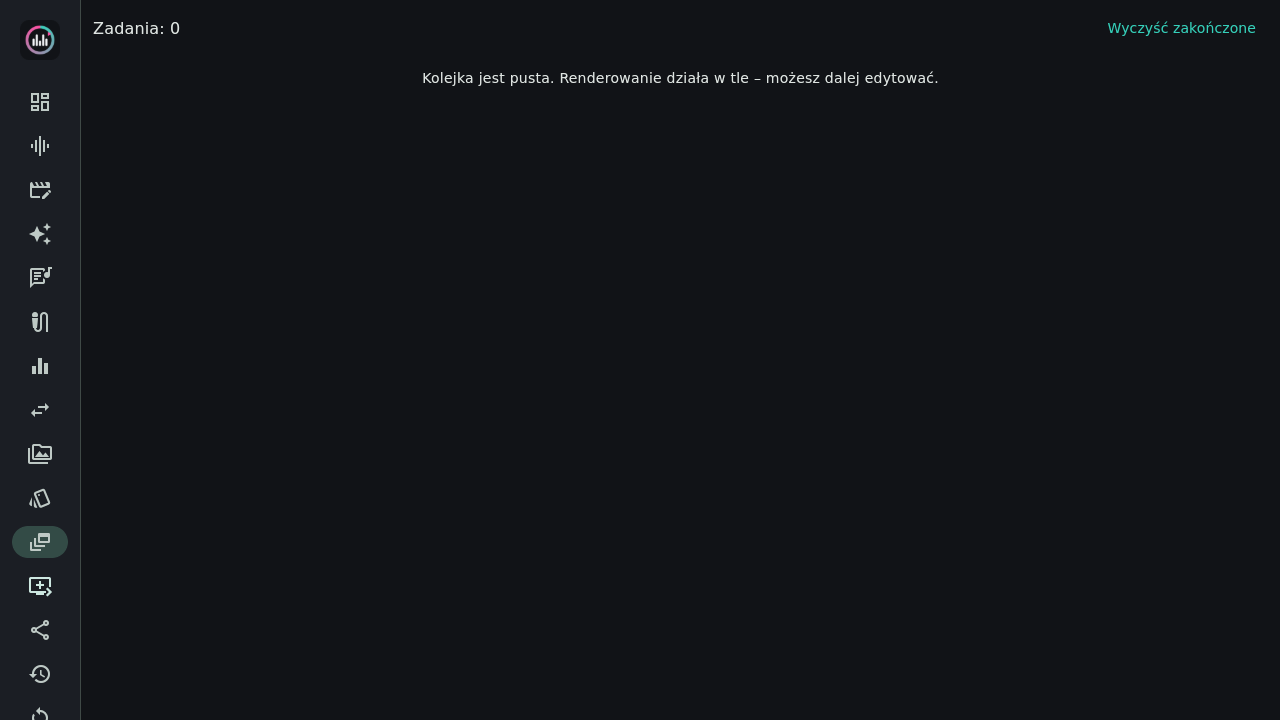 Zadania: 0
Wyczyść zakończone
Kolejka jest pusta. Renderowanie działa w tle – możesz dalej edytować.